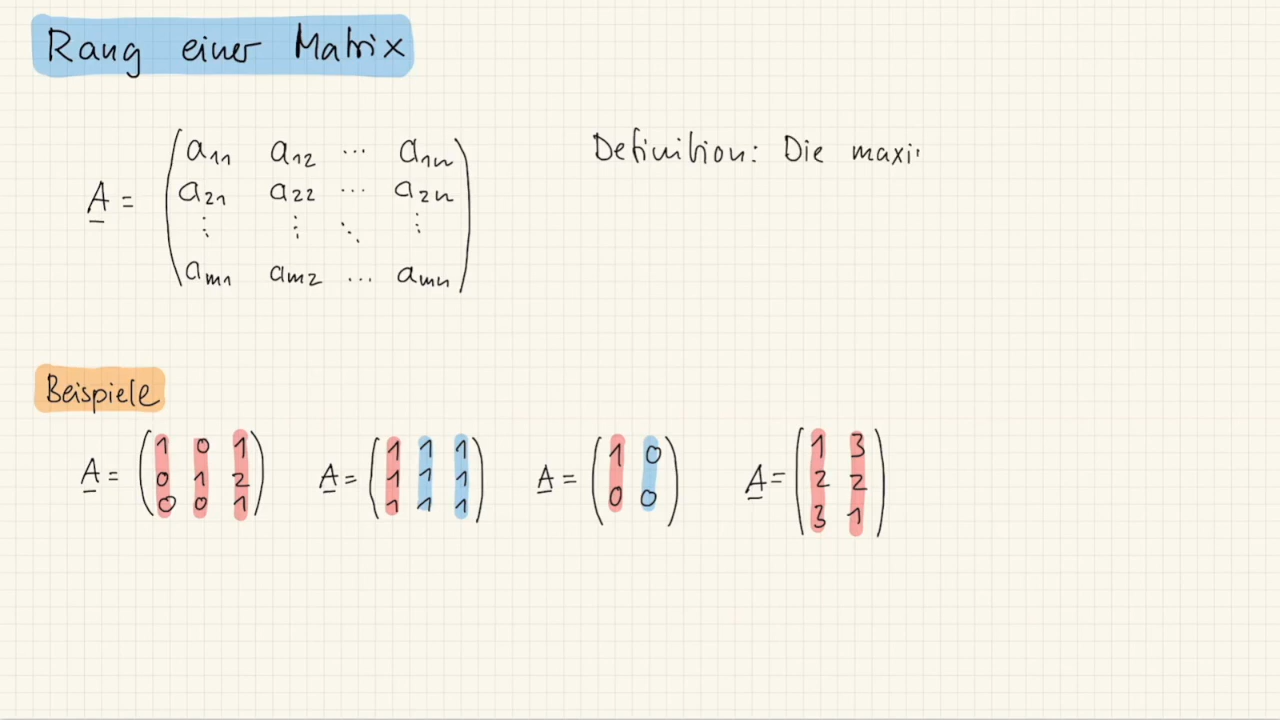 Rang einer Matrix
A = (a11 a12 ... a1n
a21 a22 ... a2n
⋮ ⋮ ⋱ ⋮
am1 am2 ... amn)
Definition: Die maxi
Beispiele
A = (1 0 1
0 1 2
0 0 1)
A = (1 1 1
1 1 1
1 1 1)
A = (1 0
0 0)
A = (1 3
2 2
3 1)